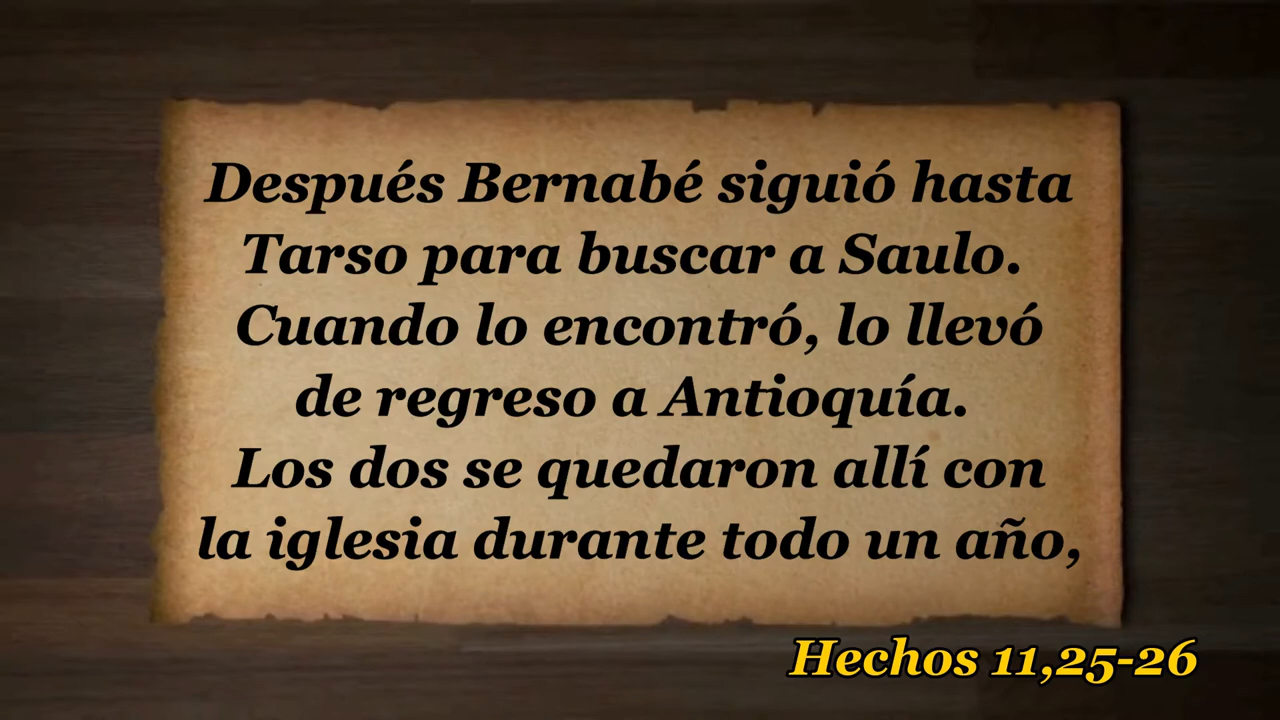 Después Bernabé siguió hasta
Tarso para buscar a Saulo.
Cuando lo encontró, lo llevó
de regreso a Antioquía.
Los dos se quedaron allí con
la iglesia durante todo un año,
Hechos 11,25-26